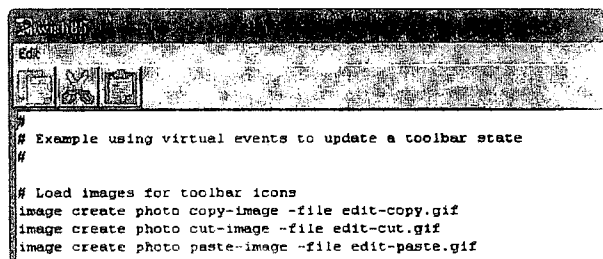 wish85
Edit
#
# Example using virtual events to update a toolbar state
#
# Load images for toolbar icons
image create photo copy-image -file edit-copy.gif
image create photo cut-image -file edit-cut.gif
image create photo paste-image -file edit-paste.gif